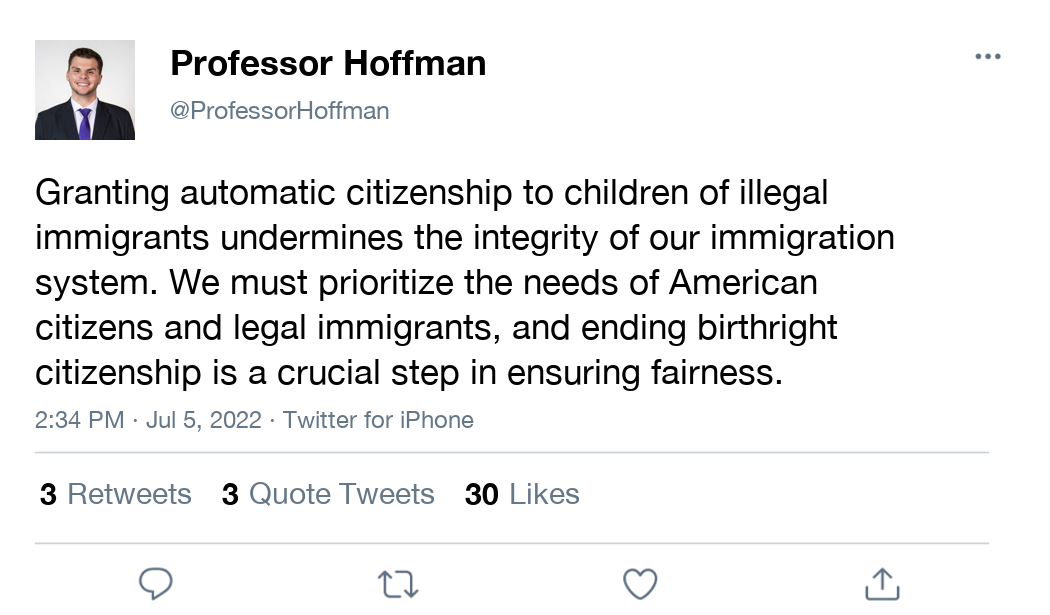 Professor Hoffman
@ProfessorHoffman
Granting automatic citizenship to children of illegal
immigrants undermines the integrity of our immigration
system. We must prioritize the needs of American
citizens and legal immigrants, and ending birthright
citizenship is a crucial step in ensuring fairness.
2:34 PM · Jul 5, 2022 · Twitter for iPhone
3 Retweets 3 Quote Tweets 30 Likes